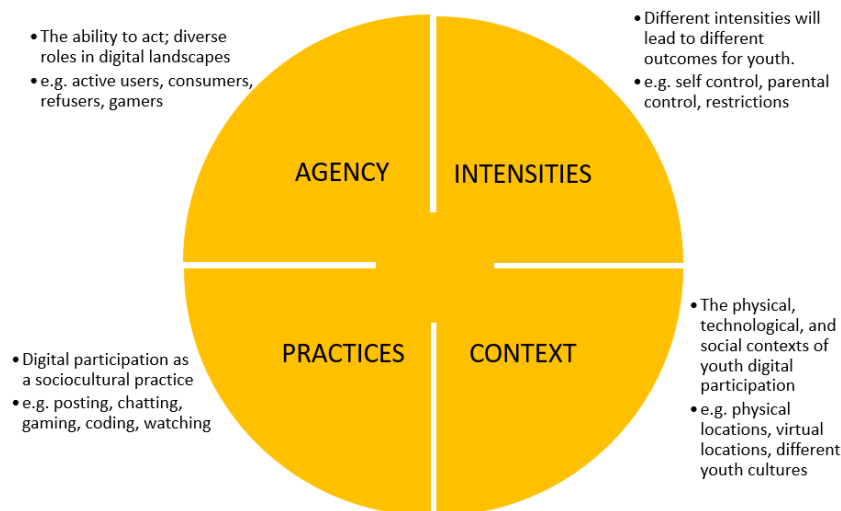 • The ability to act; diverse
roles in digital landscapes
• e.g. active users, consumers,
refusers, gamers
• Different intensities will
lead to different
outcomes for youth.
• e.g. self control, parental
control, restrictions
AGENCY
INTENSITIES
PRACTICES
CONTEXT
• Digital participation as
a sociocultural practice
• e.g. posting, chatting,
gaming, coding, watching
• The physical,
technological, and
social contexts of
youth digital
participation
• e.g. physical
locations, virtual
locations, different
youth cultures